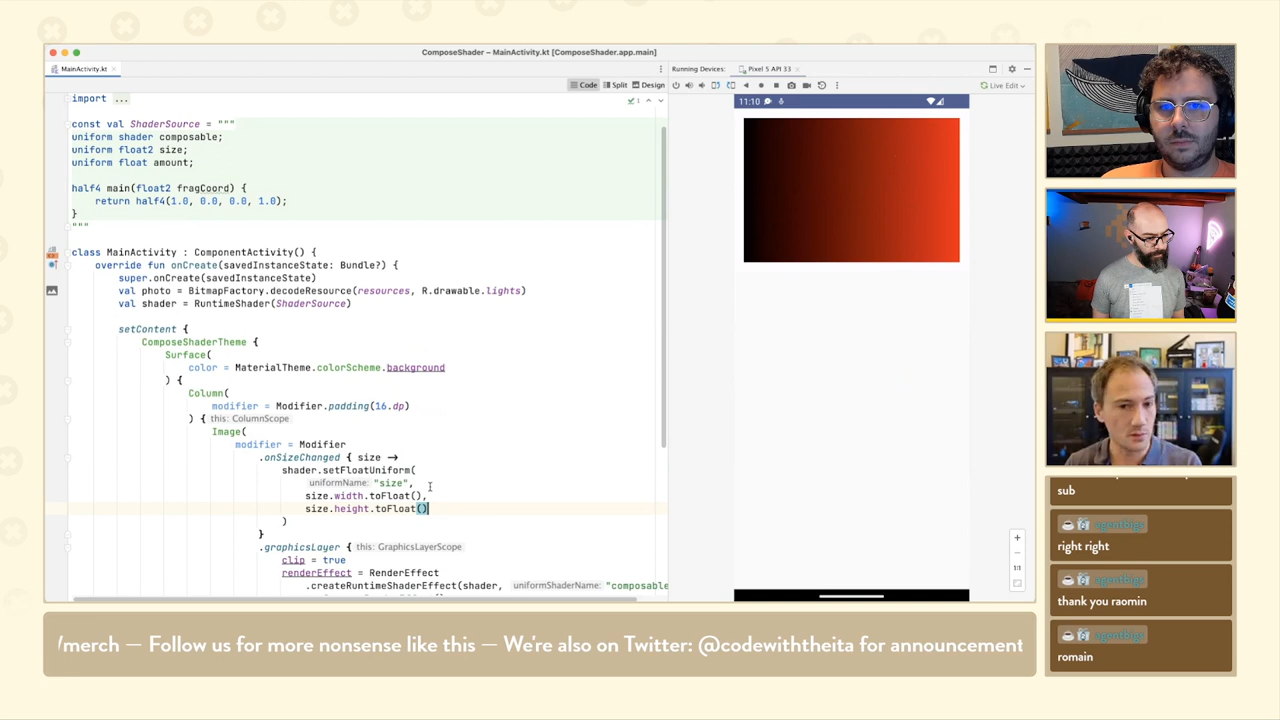 ComposeShader – MainActivity.kt [ComposeShader.app.main]
MainActivity.kt
Code Split Design
import ...
const val ShaderSource = """
uniform shader composable;
uniform float2 size;
uniform float amount;
half4 main(float2 fragCoord) {
return half4(1.0, 0.0, 0.0, 1.0);
}
"""
class MainActivity : ComponentActivity() {
override fun onCreate(savedInstanceState: Bundle?) {
super.onCreate(savedInstanceState)
val photo = BitmapFactory.decodeResource(resources, R.drawable.lights)
val shader = RuntimeShader(ShaderSource)
setContent {
ComposeShaderTheme {
Surface(
color = MaterialTheme.colorScheme.background
) {
Column(
modifier = Modifier.padding(16.dp)
) { this: ColumnScope
Image(
modifier = Modifier
.onSizeChanged { size →
shader.setFloatUniform(
uniformName: "size",
size.width.toFloat(),
size.height.toFloat()
)
}
.graphicsLayer { this: GraphicsLayerScope
clip = true
renderEffect = RenderEffect
.createRuntimeShaderEffect(shader, uniformShaderName: "composable
1
Running Devices: Pixel 5 API 33
Live Edit
11:10
1:1
sub
agentbigs
right right
agentbigs
thank you raomin
agentbigs
romain
/merch — Follow us for more nonsense like this — We're also on Twitter: @codewiththeita for announcement